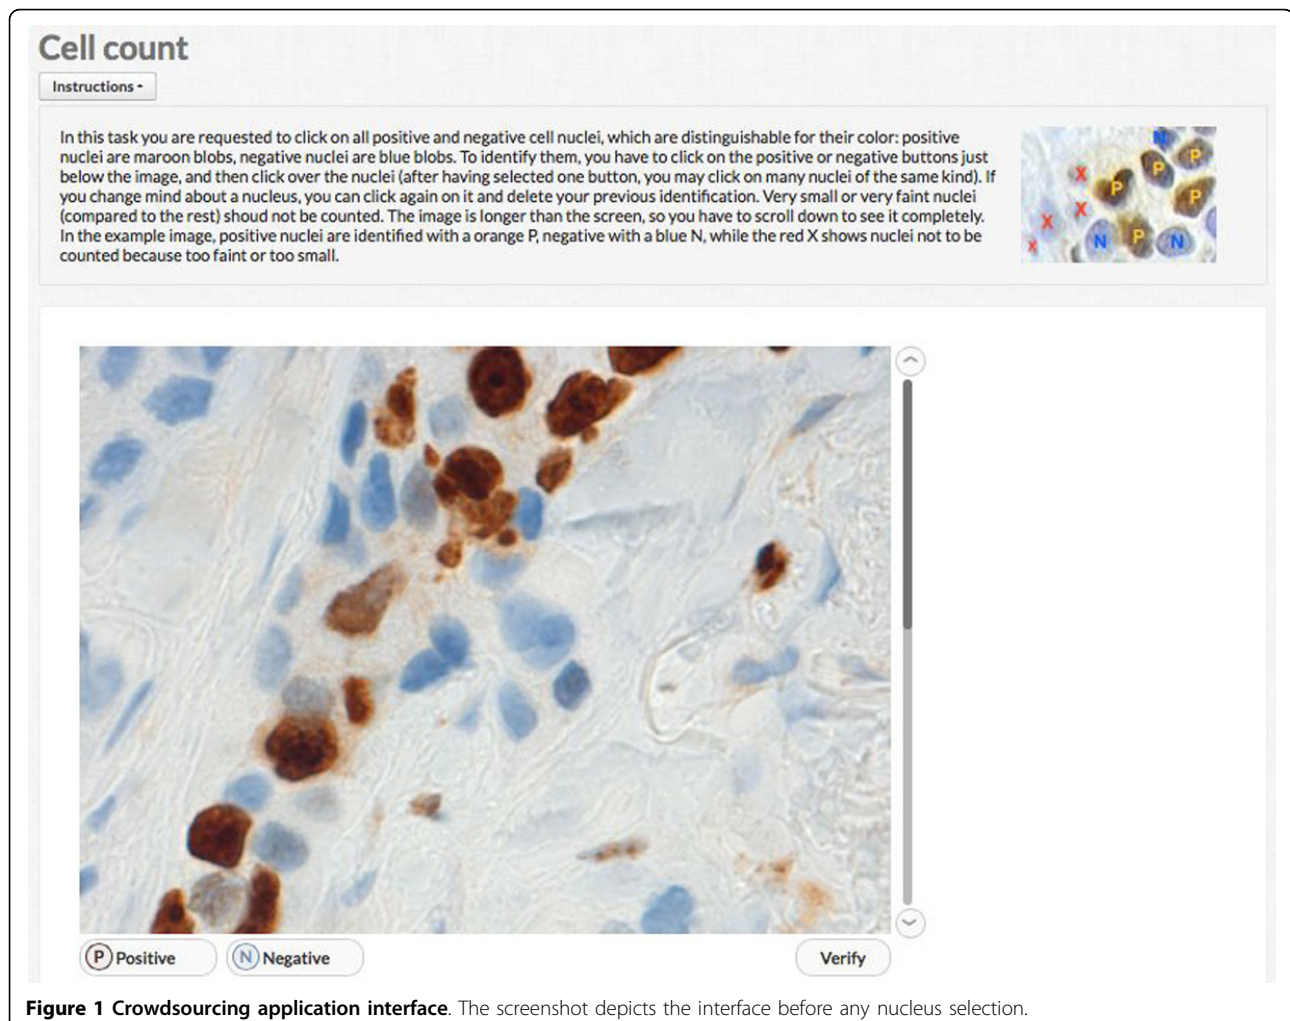 Cell count
Instructions
In this task you are requested to click on all positive and negative cell nuclei, which are distinguishable for their color: positive
nuclei are maroon blobs, negative nuclei are blue blobs. To identify them, you have to click on the positive or negative buttons just
below the image, and then click over the nuclei (after having selected one button, you may click on many nuclei of the same kind). If
you change mind about a nucleus, you can click again on it and delete your previous identification. Very small or very faint nuclei
(compared to the rest) shoud not be counted. The image is longer than the screen, so you have to scroll down to see it completely.
In the example image, positive nuclei are identified with a orange P, negative with a blue N, while the red X shows nuclei not to be
counted because too faint or too small.
N
P
P
X
P
P
X
X
N
P
N
X
P Positive
N Negative
Verify
Figure 1 Crowdsourcing application interface. The screenshot depicts the interface before any nucleus selection.